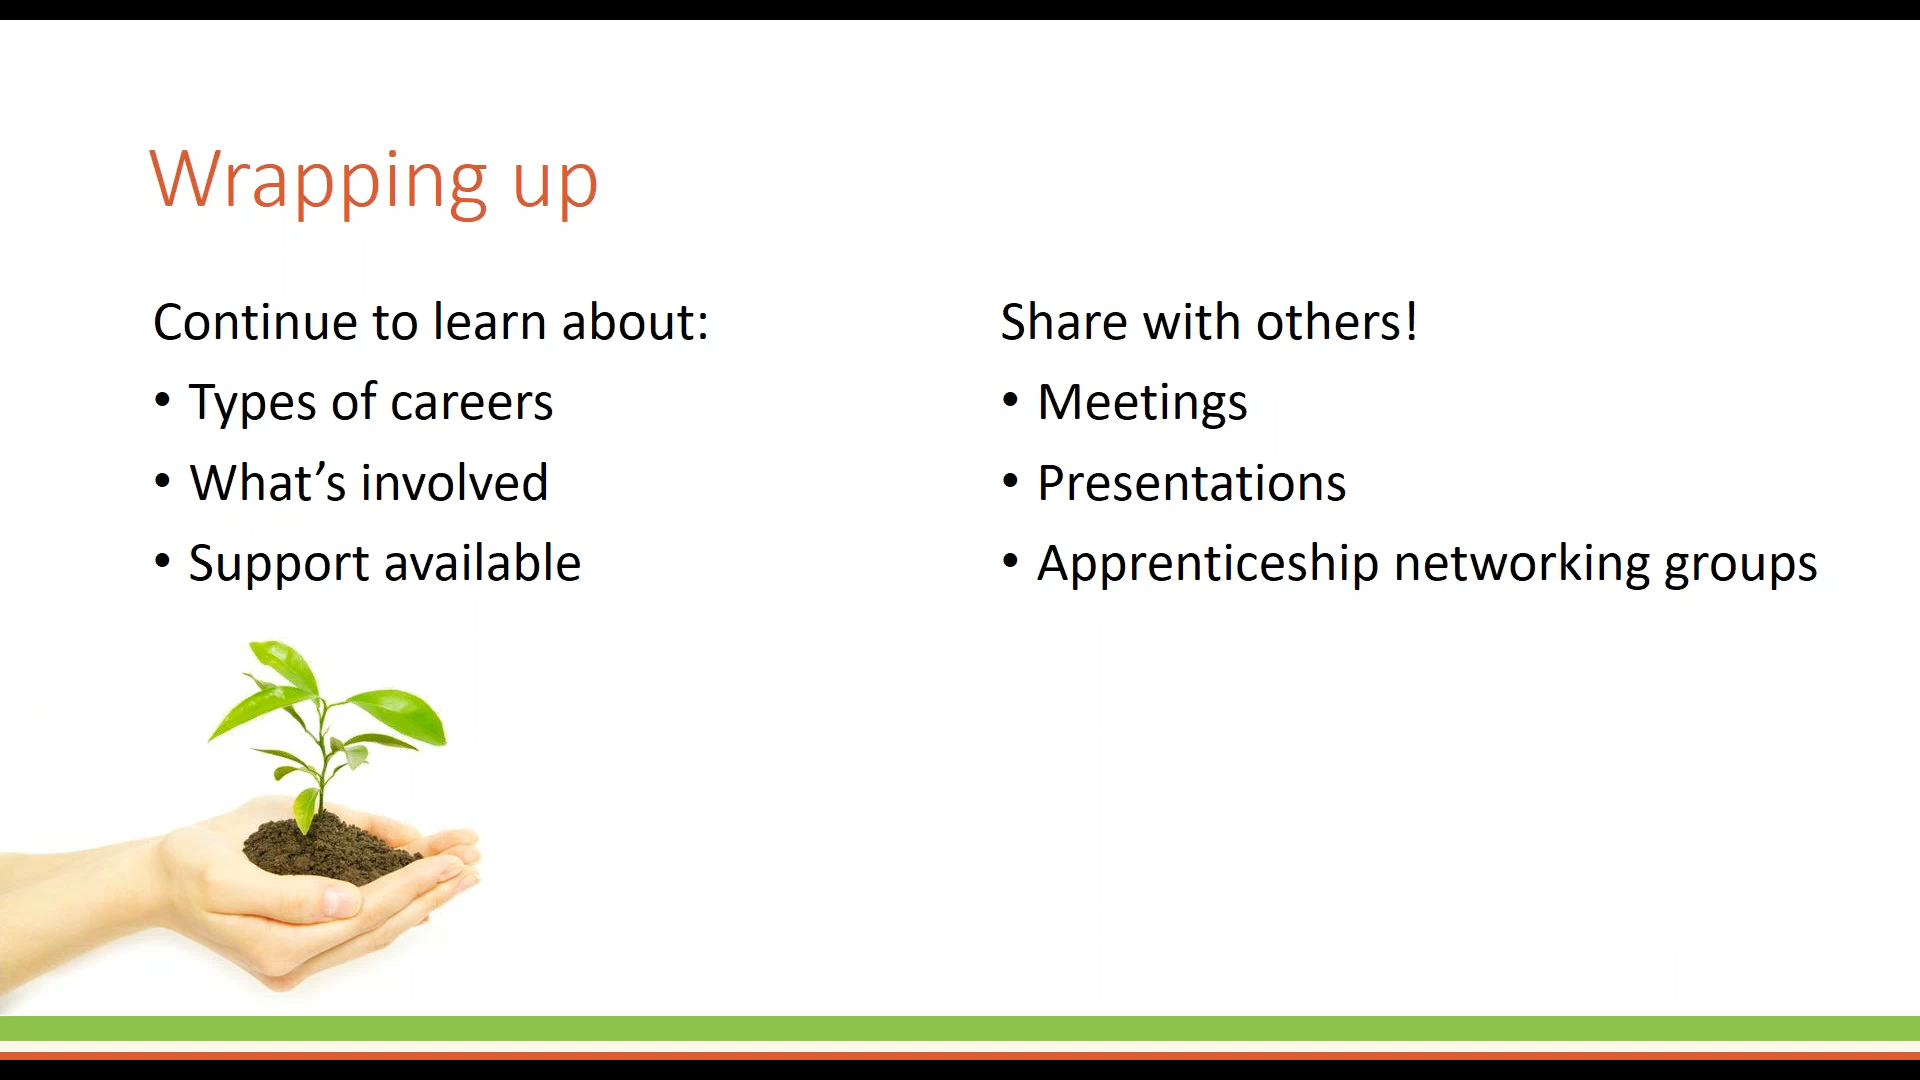 Wrapping up
Continue to learn about:
• Types of careers
• What’s involved
• Support available
Share with others!
• Meetings
• Presentations
• Apprenticeship networking groups